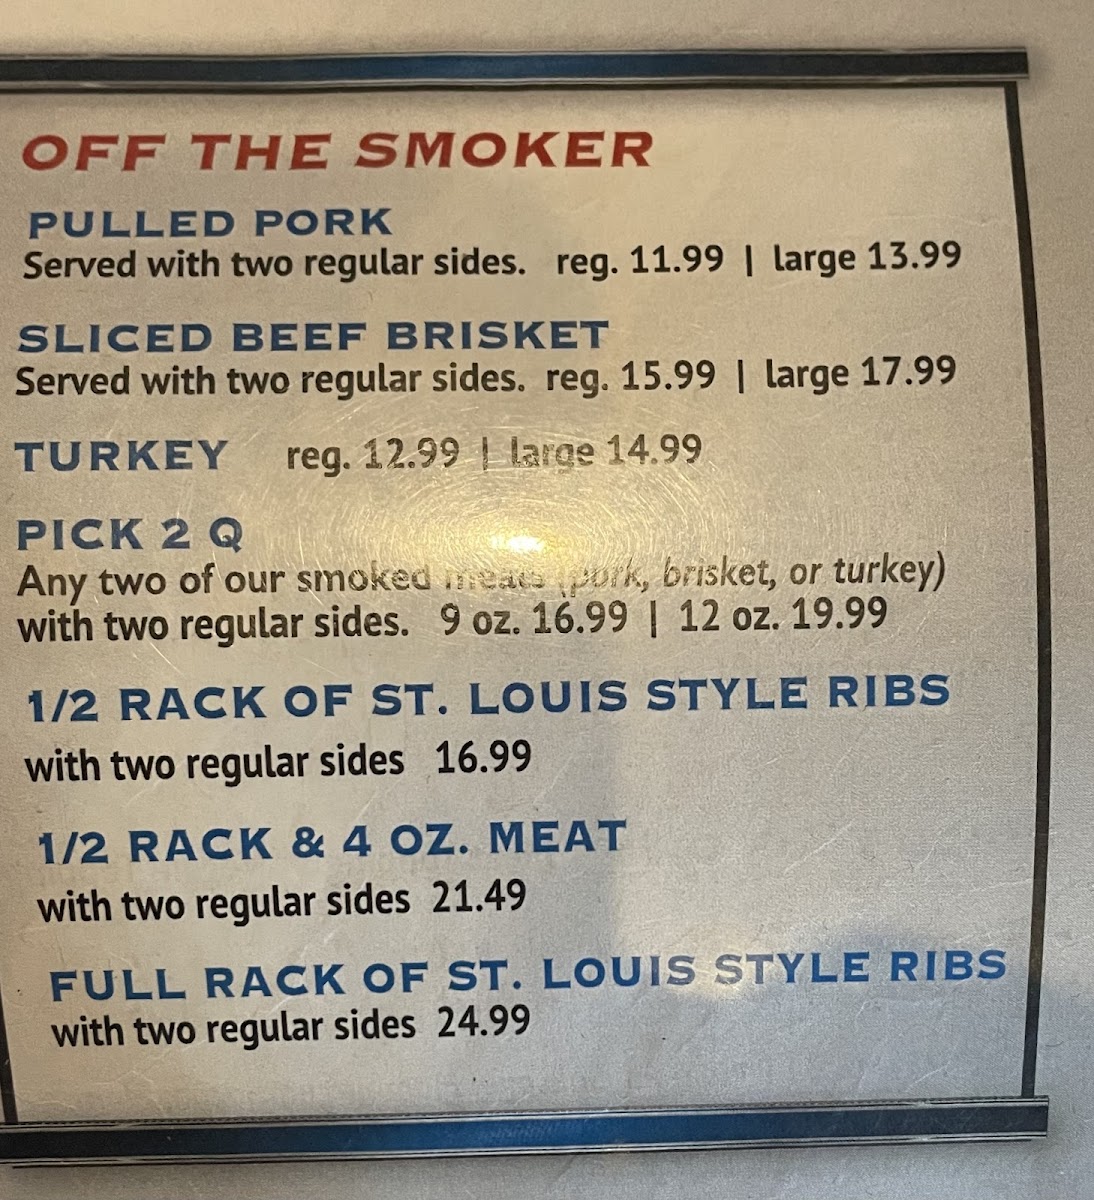 OFF THE SMOKER
PULLED PORK
Served with two regular sides. reg. 11.99 | large 13.99
SLICED BEEF BRISKET
Served with two regular sides. reg. 15.99 | large 17.99
TURKEY reg. 12.99 | large 14.99
PICK 2 Q
Any two of our smoked meats (pork, brisket, or turkey)
with two regular sides. 9 oz. 16.99 | 12 oz. 19.99
1/2 RACK OF ST. LOUIS STYLE RIBS
with two regular sides 16.99
1/2 RACK & 4 OZ. MEAT
with two regular sides 21.49
FULL RACK OF ST. LOUIS STYLE RIBS
with two regular sides 24.99